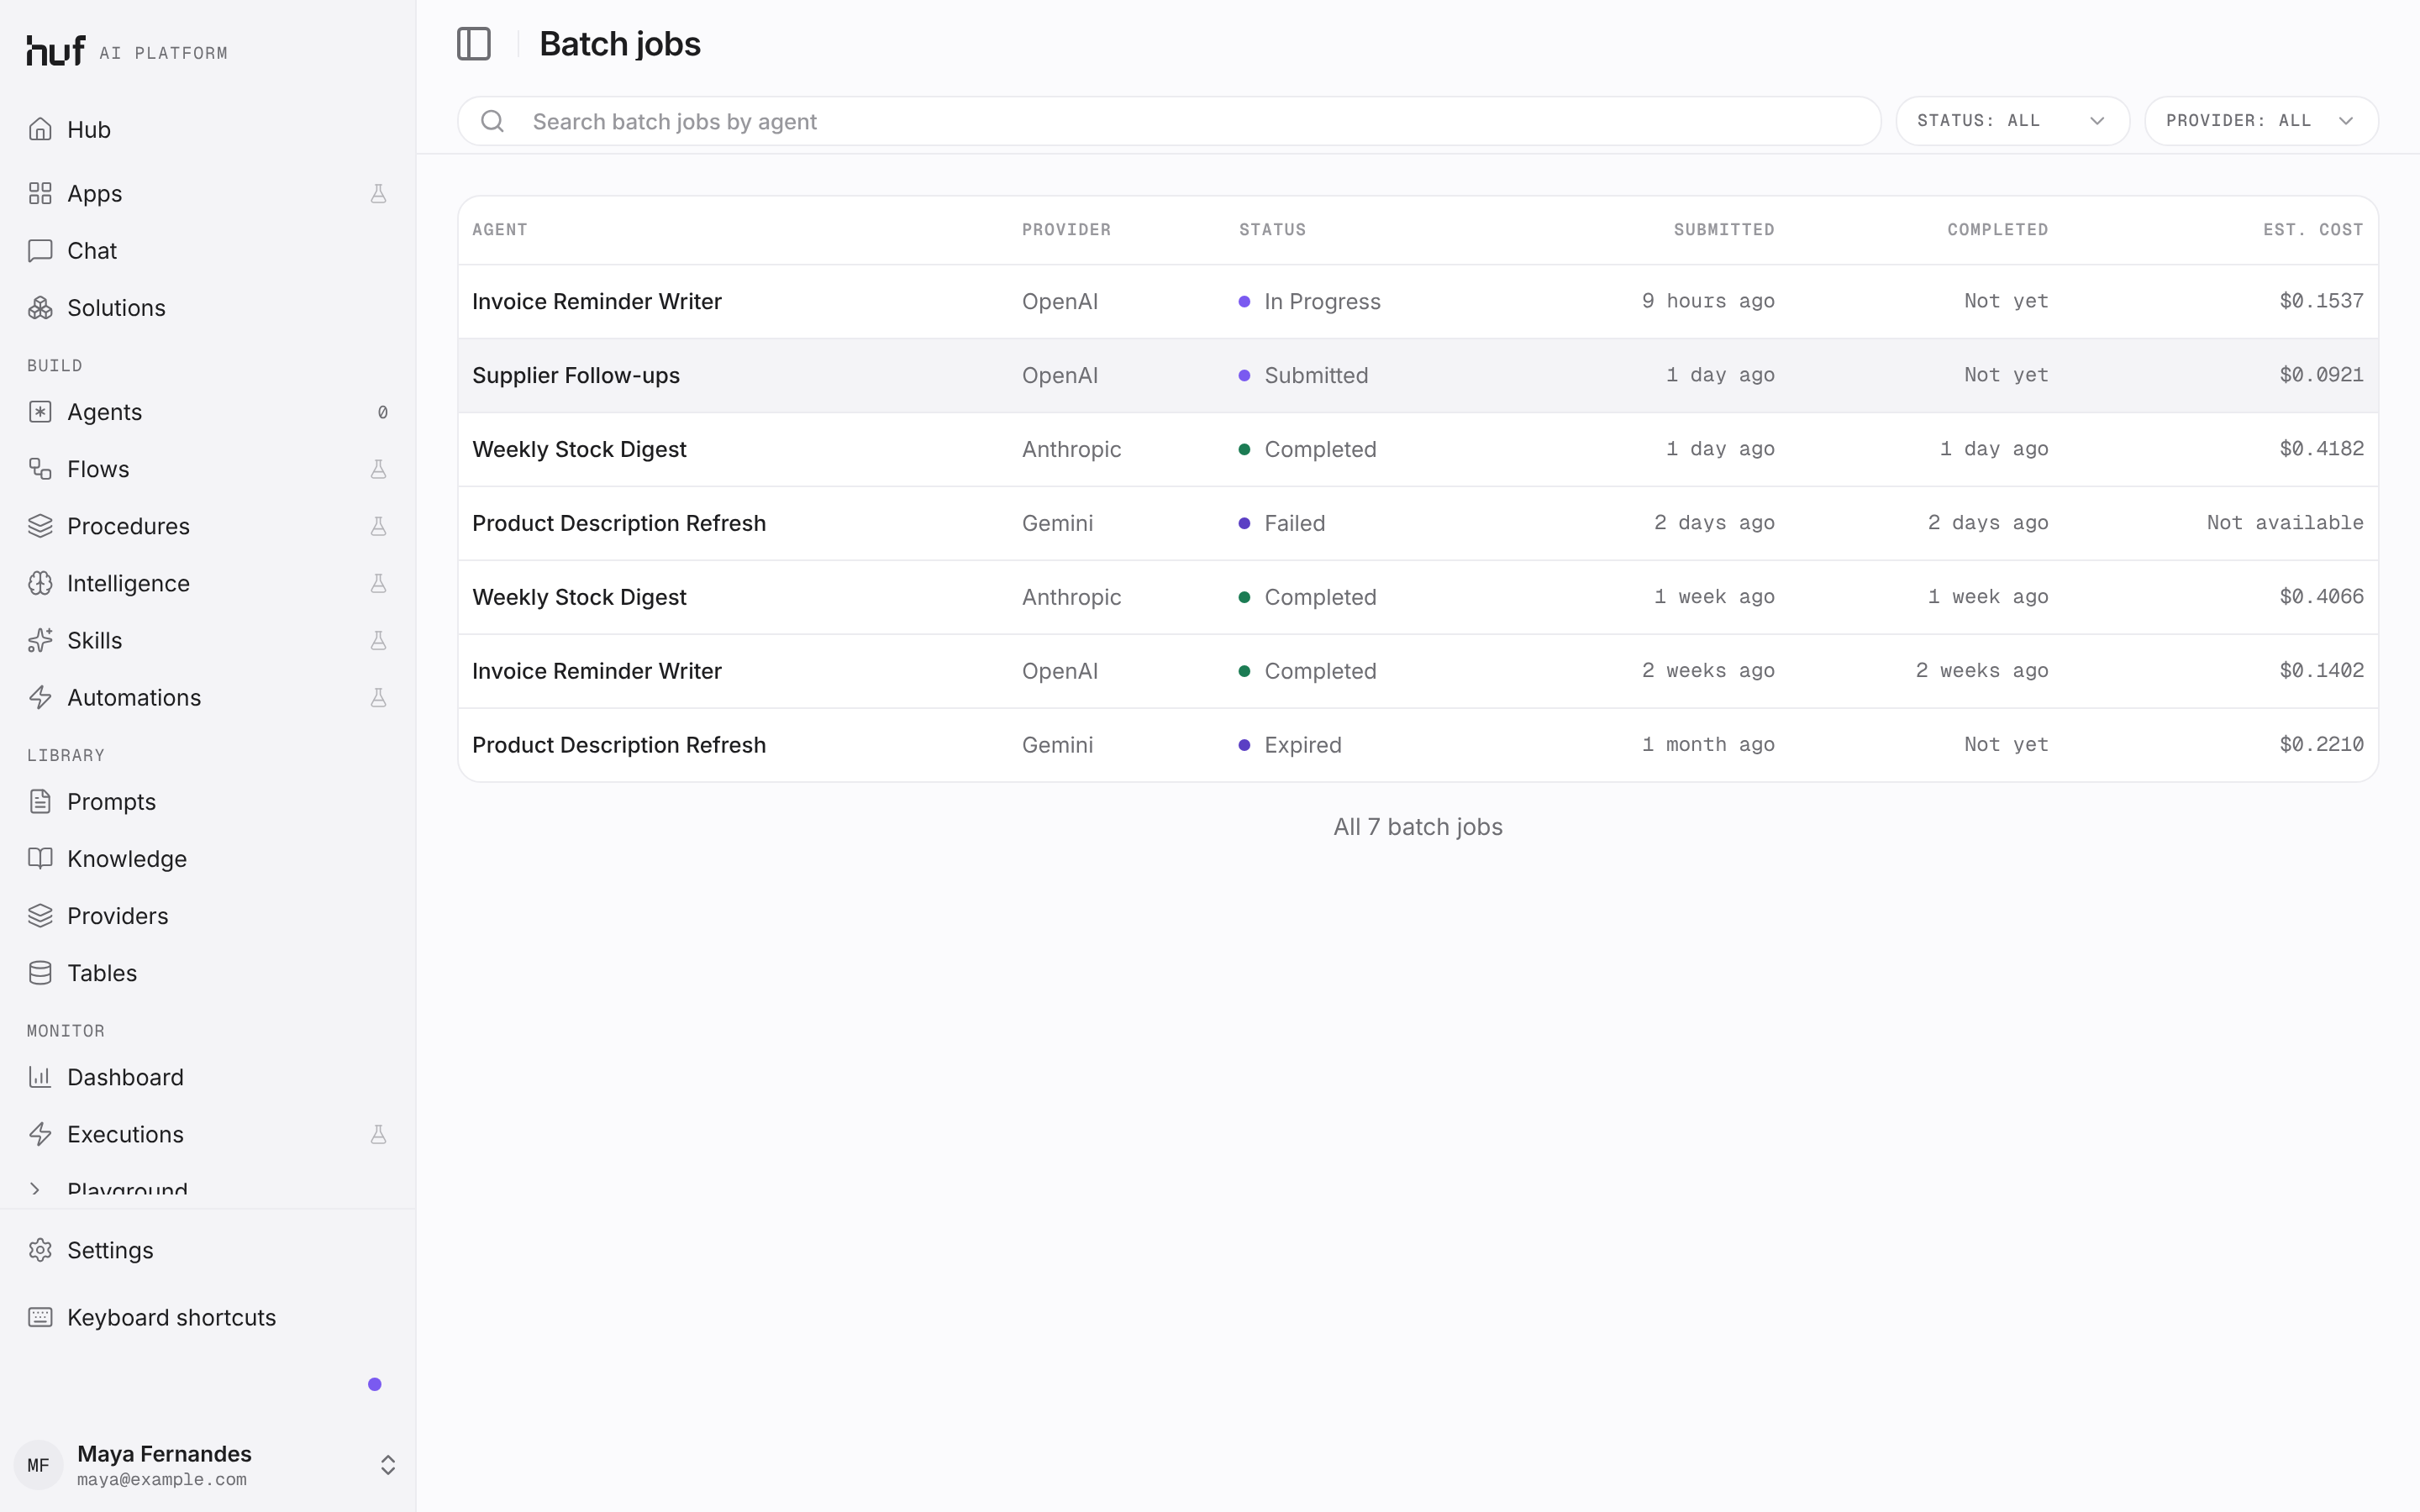 huf AI PLATFORM
Hub
Apps
Chat
Solutions
BUILD
Agents 0
Flows
Procedures
Intelligence
Skills
Automations
LIBRARY
Prompts
Knowledge
Providers
Tables
MONITOR
Dashboard
Executions
Playground
Settings
Keyboard shortcuts
MF Maya Fernandes
maya@example.com
Batch jobs
Search batch jobs by agent STATUS: ALL PROVIDER: ALL
AGENT PROVIDER STATUS SUBMITTED COMPLETED EST. COST
Invoice Reminder Writer OpenAI In Progress 9 hours ago Not yet $0.1537
Supplier Follow-ups OpenAI Submitted 1 day ago Not yet $0.0921
Weekly Stock Digest Anthropic Completed 1 day ago 1 day ago $0.4182
Product Description Refresh Gemini Failed 2 days ago 2 days ago Not available
Weekly Stock Digest Anthropic Completed 1 week ago 1 week ago $0.4066
Invoice Reminder Writer OpenAI Completed 2 weeks ago 2 weeks ago $0.1402
Product Description Refresh Gemini Expired 1 month ago Not yet $0.2210
All 7 batch jobs